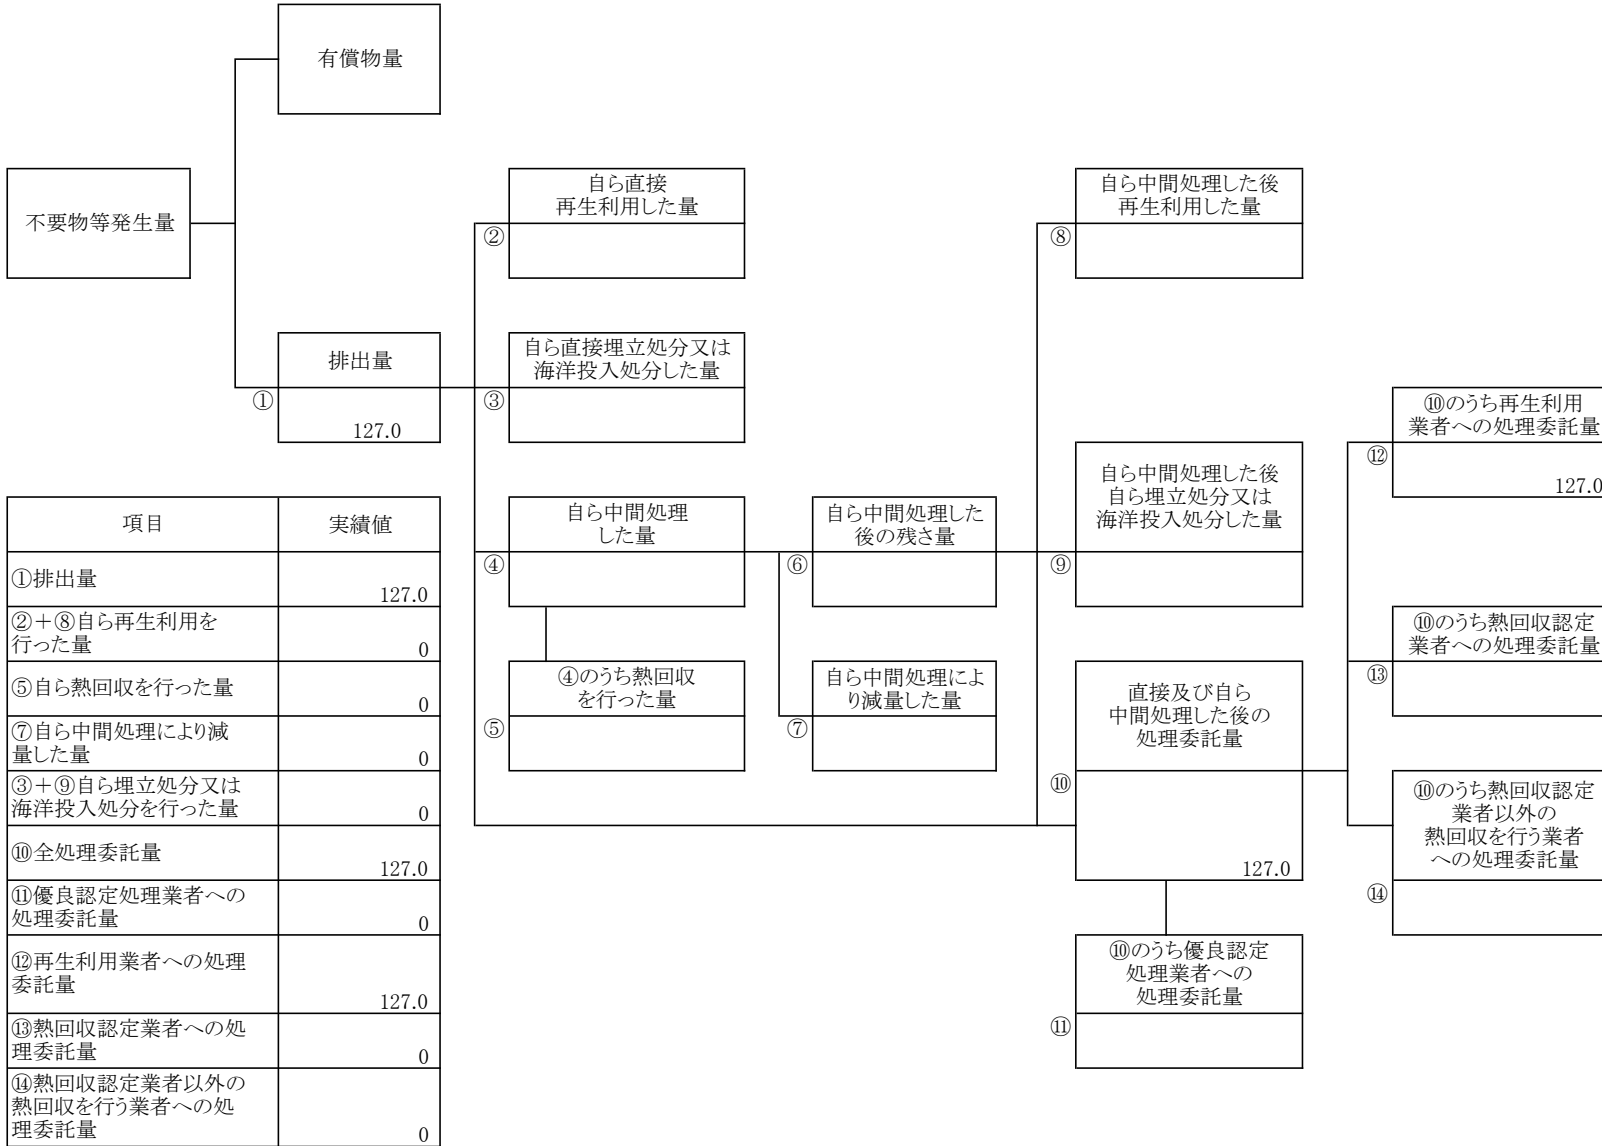 有償物量
不要物等発生量
自ら直接
再生利用した量
②
自ら中間処理した後
再生利用した量
⑧
排出量
①
127.0
自ら直接埋立処分又は
海洋投入処分した量
③
⑩のうち再生利用
業者への処理委託量
⑫
127.0
自ら中間処理
した量
④
自ら中間処理した
後の残さ量
⑥
自ら中間処理した後
自ら埋立処分又は
海洋投入処分した量
⑨
⑩のうち熱回収認定
業者への処理委託量
⑬
④のうち熱回収
を行った量
⑤
自ら中間処理によ
り減量した量
⑦
直接及び自ら
中間処理した後の
処理委託量
⑩
127.0
⑩のうち熱回収認定
業者以外の
熱回収を行う業者
への処理委託量
⑭
⑩のうち優良認定
処理業者への
処理委託量
⑪
項目 実績値
①排出量
127.0
②＋⑧自ら再生利用を
行った量 0
⑤自ら熱回収を行った量
0
⑦自ら中間処理により減
量した量 0
③＋⑨自ら埋立処分又は
海洋投入処分を行った量 0
⑩全処理委託量
127.0
⑪優良認定処理業者への
処理委託量 0
⑫再生利用業者への処理
委託量
127.0
⑬熱回収認定業者への処
理委託量 0
⑭熱回収認定業者以外の
熱回収を行う業者への処
理委託量 0